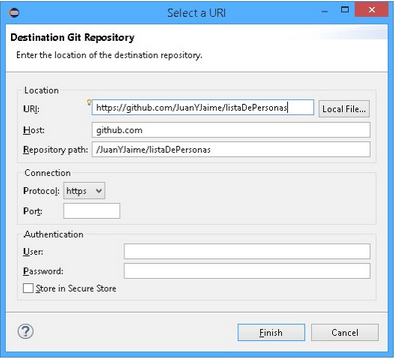 Select a URI
Destination Git Repository
Enter the location of the destination repository.
Location
URI: https://github.com/JuanYJaime/listaDePersonas Local File...
Host: github.com
Repository path: /JuanYJaime/listaDePersonas
Connection
Protocol: https
Port:
Authentication
User:
Password:
Store in Secure Store
? Finish Cancel